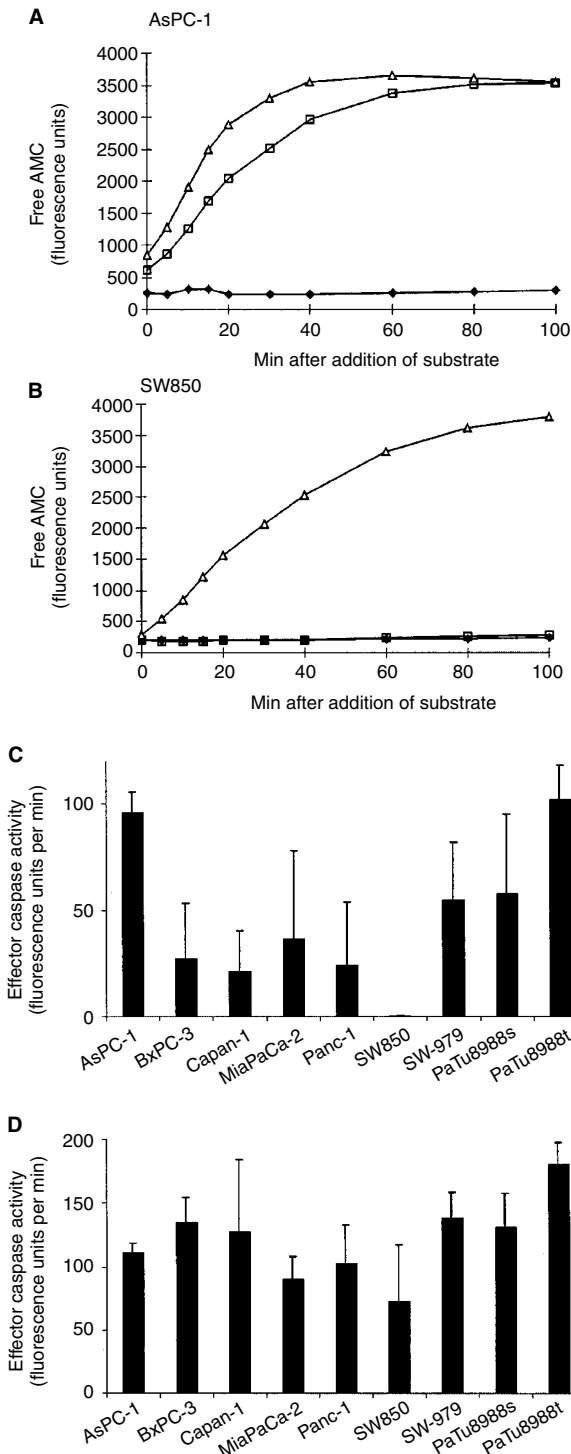 A
AsPC-1
Free AMC
(fluorescence units)
4000
3500
3000
2500
2000
1500
1000
500
0
0
20
40
60
80
100
Min after addition of substrate
B
SW850
Free AMC
(fluorescence units)
4000
3500
3000
2500
2000
1500
1000
500
0
0
20
40
60
80
100
Min after addition of substrate
C
Effector caspase activity
(fluorescence units per min)
100
50
0
AsPC-1
BxPC-3
Capan-1
MiaPaCa-2
Panc-1
SW850
SW-979
PaTu8988s
PaTu8988t
D
Effector caspase activity
(fluorescence units per min)
200
150
100
50
0
AsPC-1
BxPC-3
Capan-1
MiaPaCa-2
Panc-1
SW850
SW-979
PaTu8988s
PaTu8988t